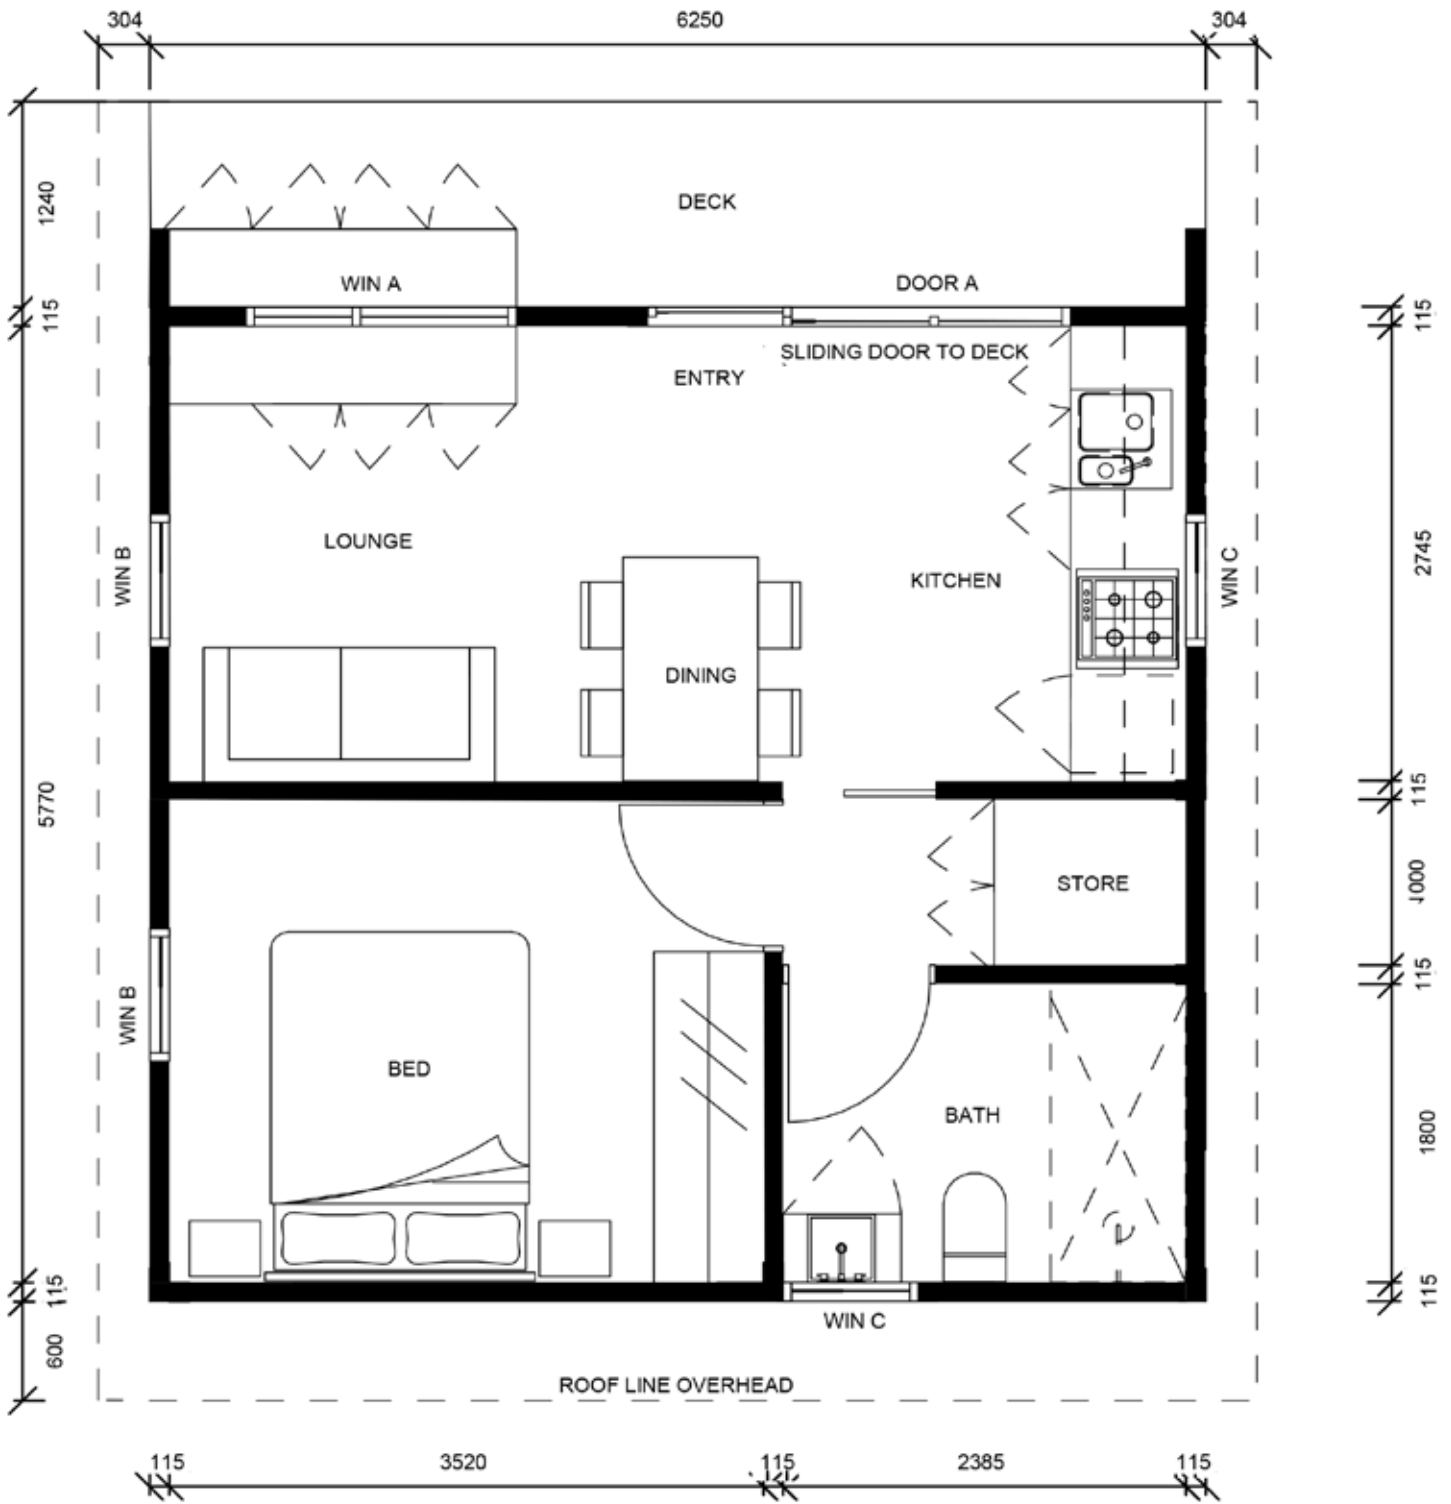 304
6250
304
1240
DECK
WIN A
DOOR A
115
115
SLIDING DOOR TO DECK
ENTRY
LOUNGE
WIN B
KITCHEN
WIN C
2745
DINING
5770
115
STORE
1000
115
WIN B
BED
BATH
1800
115
115
WIN C
600
ROOF LINE OVERHEAD
115
3520
115
2385
115